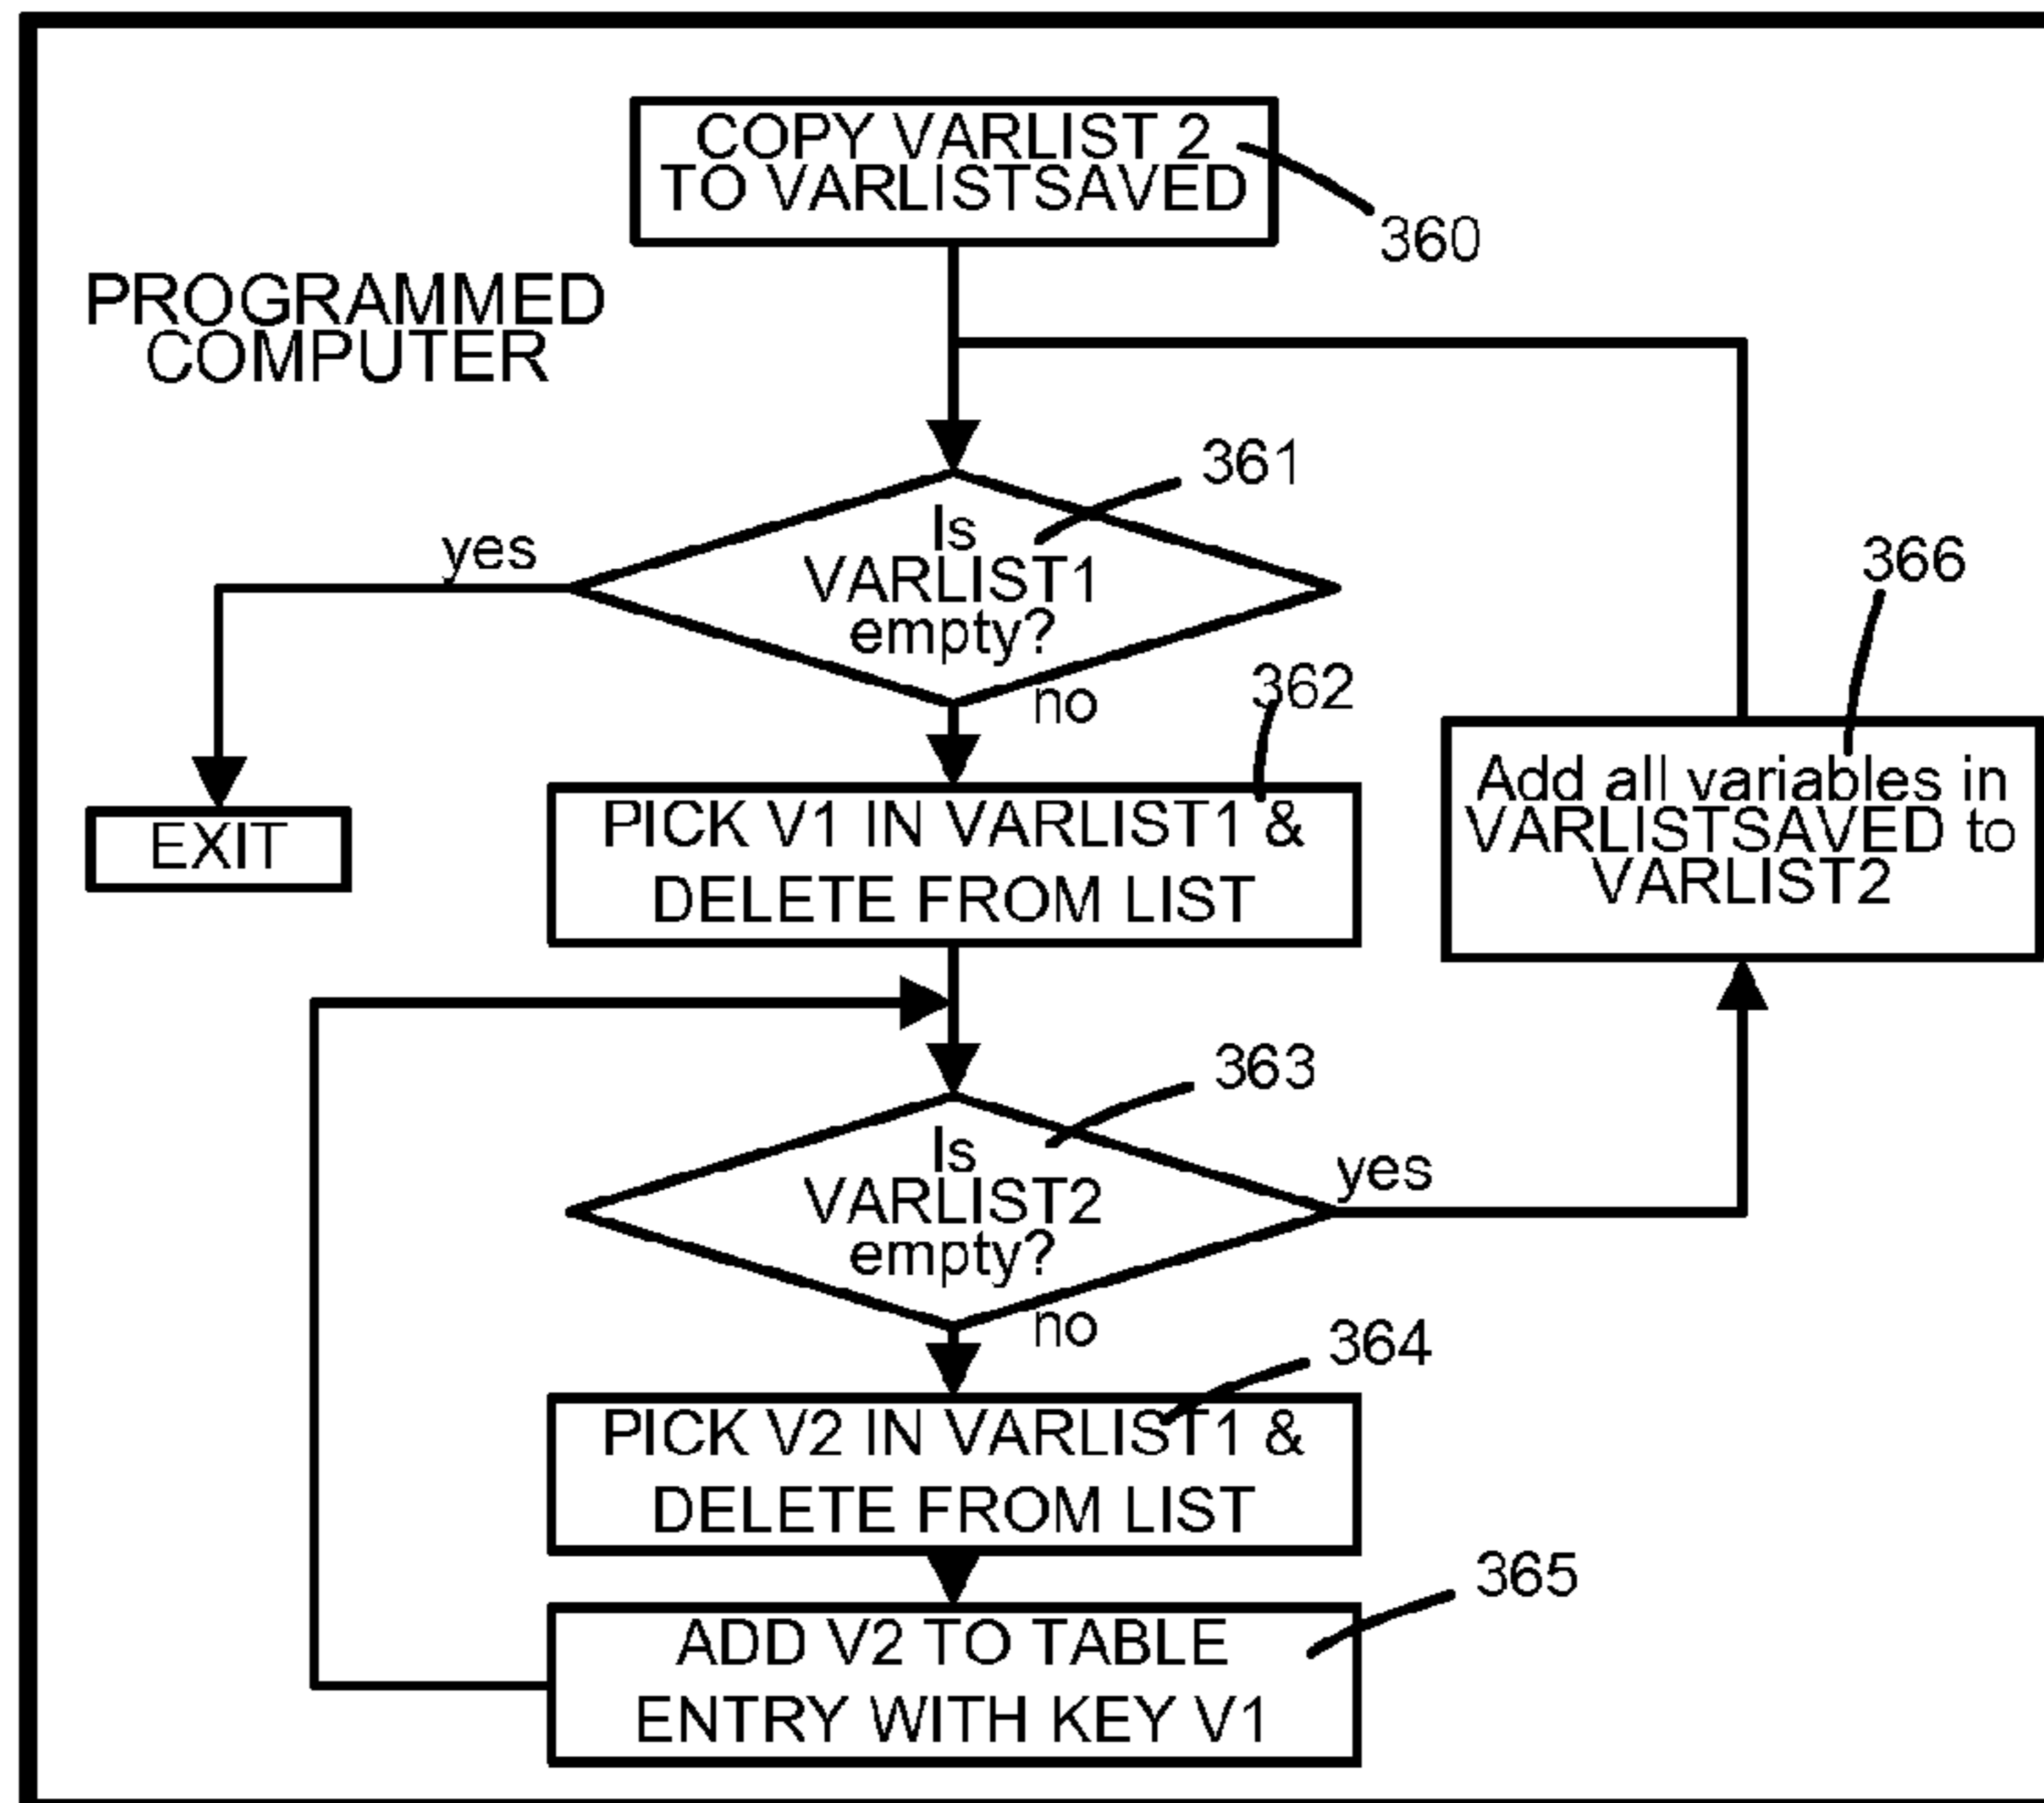 COPY VARLIST 2
TO VARLISTSAVED
360
PROGRAMMED
COMPUTER
361
Is
VARLIST1
empty?
yes
no
366
362
EXIT
PICK V1 IN VARLIST1 &
DELETE FROM LIST
Add all variables in
VARLISTSAVED to
VARLIST2
363
Is
VARLIST2
empty?
yes
no
364
PICK V2 IN VARLIST1 &
DELETE FROM LIST
365
ADD V2 TO TABLE
ENTRY WITH KEY V1